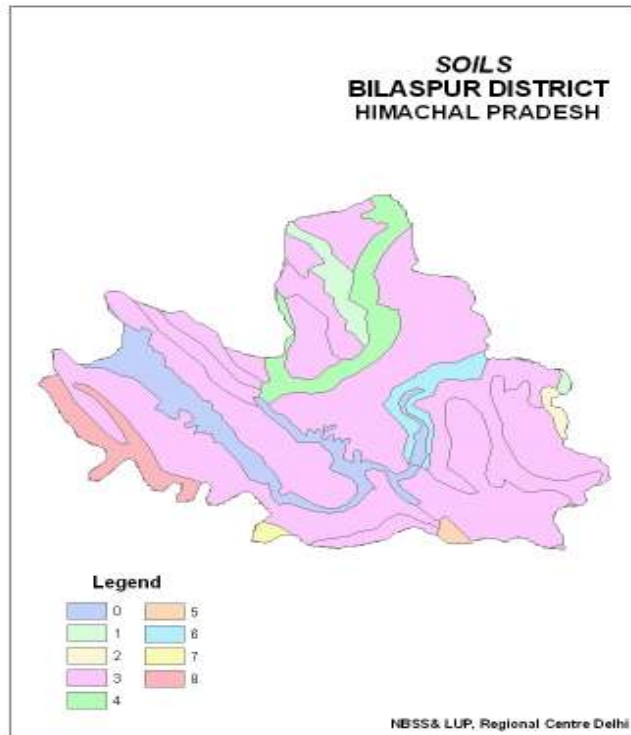 SOILS
BILASPUR DISTRICT
HIMACHAL PRADESH
Legend
0 5
1 6
2 7
3 8
4
NBSS& LUP, Regional Centre Delhi